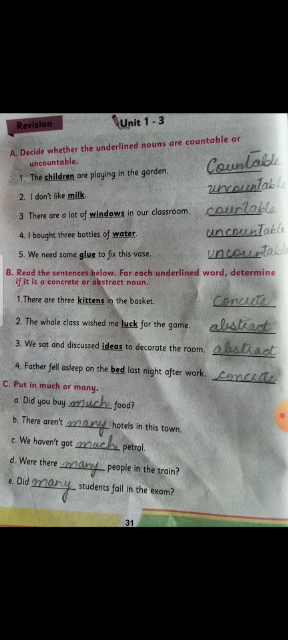 Revision
Unit 1 - 3
A. Decide whether the underlined nouns are countable or
uncountable.
Countable
1. The children are playing in the garden.
2. I don't like milk.
uncountable
3 There are a lot of windows in our classroom.
countable
4. I bought three bottles of water.
uncountable
5. We need some glue to fix this vase.
uncountable
B. Read the sentences below. For each underlined word, determine
if it is a concrete or abstract noun.
1. There are three kittens in the basket.
concrete
2. The whole class wished me luck for the game.
abstract
3. We sat and discussed ideas to decorate the room.
abstract
4. Father fell asleep on the bed last night after work.
concrete
C. Put in much or many.
a. Did you buy much food?
b. There aren't many hotels in this town.
c. We haven't got much petrol.
d. Were there many people in the train?
e. Did many students fail in the exam?
31